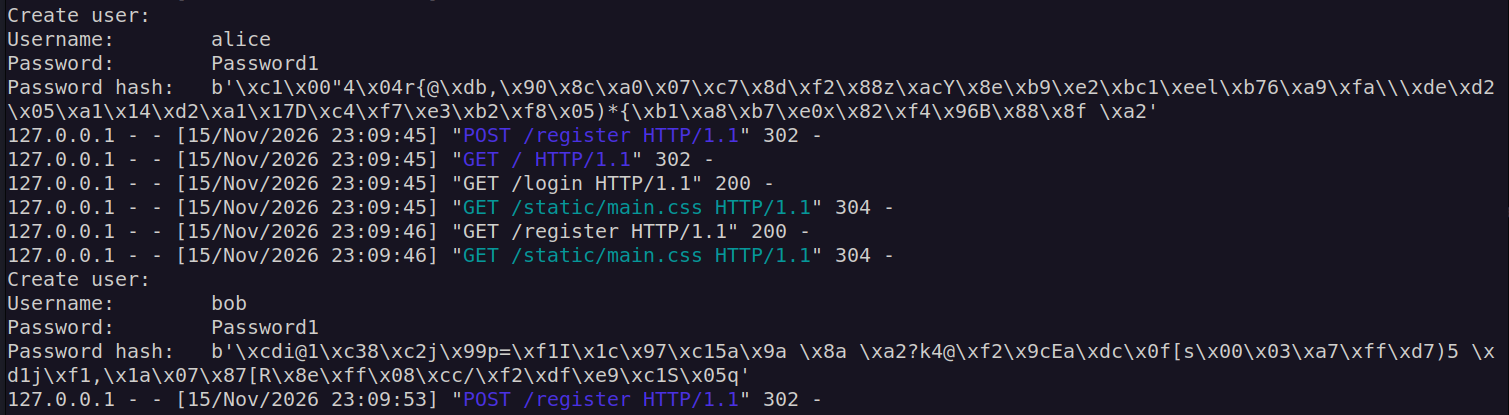 Create user:
Username:        alice
Password:        Password1
Password hash:   b'\xc1\x00"4\x04r{@\xdb,\x90\x8c\xa0\x07\xc7\x8d\xf2\x88z\xacY\x8e\xb9\xe2\xbc1\xeel\xb76\xa9\xfa\\\xde\xd2
\x05\xa1\x14\xd2\xa1\x17D\xc4\xf7\xe3\xb2\xf8\x05)*{\xb1\xa8\xb7\xe0x\x82\xf4\x96B\x88\x8f \xa2'
127.0.0.1 - - [15/Nov/2026 23:09:45] "POST /register HTTP/1.1" 302 -
127.0.0.1 - - [15/Nov/2026 23:09:45] "GET / HTTP/1.1" 302 -
127.0.0.1 - - [15/Nov/2026 23:09:45] "GET /login HTTP/1.1" 200 -
127.0.0.1 - - [15/Nov/2026 23:09:45] "GET /static/main.css HTTP/1.1" 304 -
127.0.0.1 - - [15/Nov/2026 23:09:46] "GET /register HTTP/1.1" 200 -
127.0.0.1 - - [15/Nov/2026 23:09:46] "GET /static/main.css HTTP/1.1" 304 -
Create user:
Username:        bob
Password:        Password1
Password hash:   b'\xcdi@1\xc38\xc2j\x99p=\xf1I\x1c\x97\xc15a\x9a \x8a \xa2?k4@\xf2\x9cEa\xdc\x0f[s\x00\x03\xa7\xff\xd7)5 \x
d1j\xf1,\x1a\x07\x87[R\x8e\xff\x08\xcc/\xf2\xdf\xe9\xc1S\x05q'
127.0.0.1 - - [15/Nov/2026 23:09:53] "POST /register HTTP/1.1" 302 -